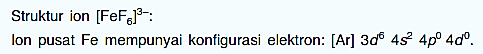 Struktur ion [FeF₆]³⁻:
Ion pusat Fe mempunyai konfigurasi elektron: [Ar] 3d⁶ 4s² 4p⁰ 4d⁰.